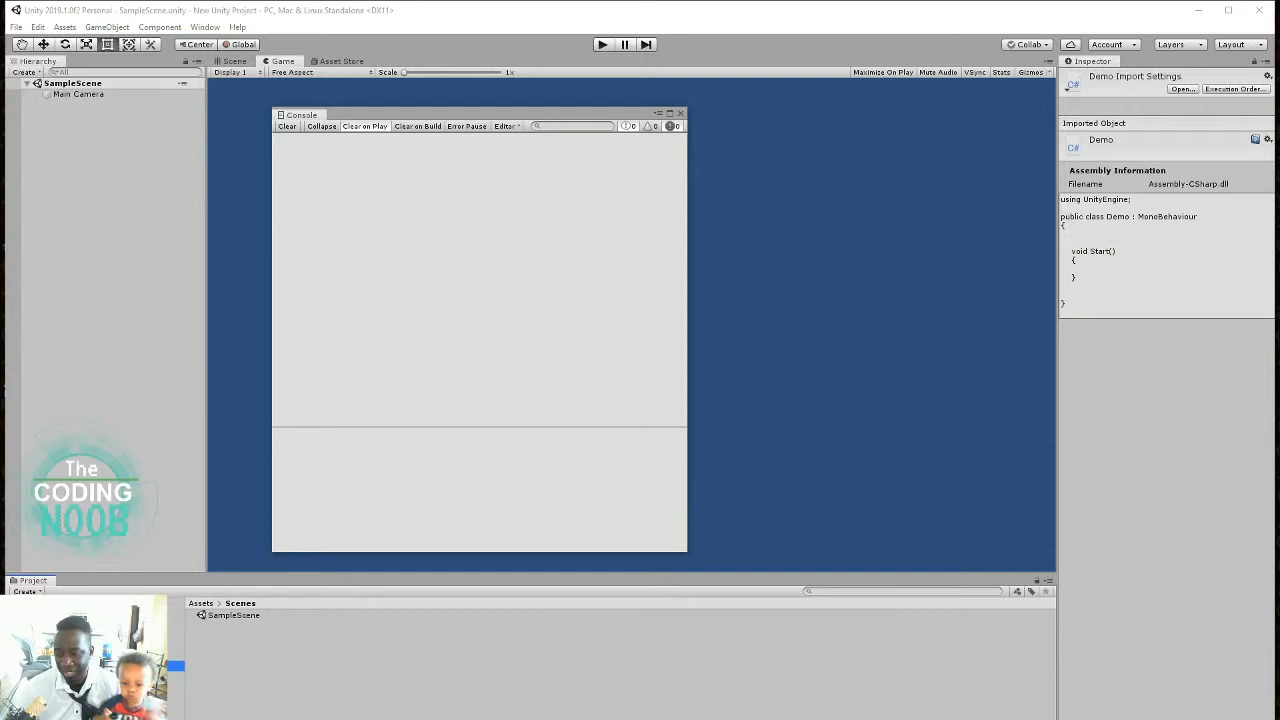 Unity 2019.1.0f2 Personal - SampleScene.unity - New Unity Project - PC, Mac & Linux Standalone <DX11>
File Edit Assets GameObject Component Window Help
Center Global Collab Account Layers Layout
Hierarchy Scene Game Asset Store Inspector
Create All Display 1 Free Aspect Scale 1x Maximize On Play Mute Audio VSync Stats Gizmos
Demo Import Settings
Open... Execution Order...
SampleScene
Main Camera
Console
Clear Collapse Clear on Play Clear on Build Error Pause Editor 0 0 0
Imported Object
C#
Demo
C#
Assembly Information
Filename Assembly-CSharp.dll
using UnityEngine;
public class Demo : MonoBehaviour
{
void Start()
{
}
}
The
CODING
NOOB
Project
Create
Assets Scenes
SampleScene